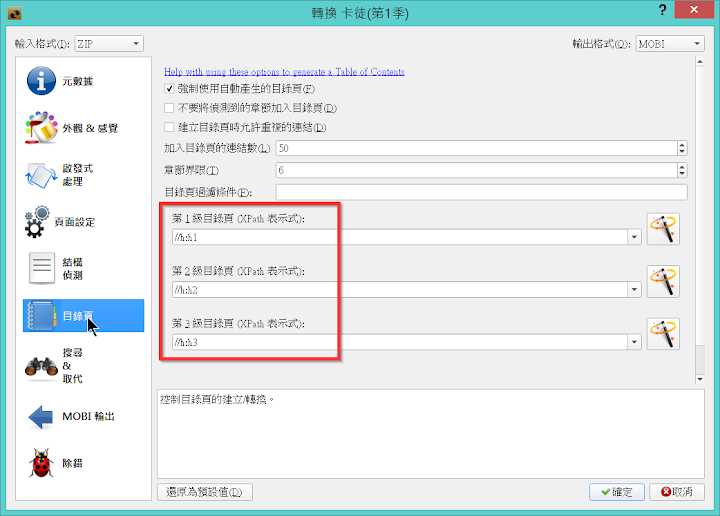 轉換 卡徒(第1季)
?
輸入格式(I): ZIP
輸出格式(O): MOBI
元數據
外觀 & 感覺
啟發式
處理
頁面設定
結構
偵測
目錄頁
搜尋
&
取代
MOBI 輸出
除錯
Help with using these options to generate a Table of Contents
強制使用自動產生的目錄頁(F)
不要將偵測到的章節加入目錄頁(D)
建立目錄頁時允許重複的連結(D)
加入目錄頁的連結數(L) 50
章節界限(T) 6
目錄頁過濾條件(F):
第 1 級目錄頁 (XPath 表示式):
//h:h1
第 2 級目錄頁 (XPath 表示式):
//h:h2
第 3 級目錄頁 (XPath 表示式):
//h:h3
控制目錄頁的建立/轉換。
還原為預設值(D)
確定
取消